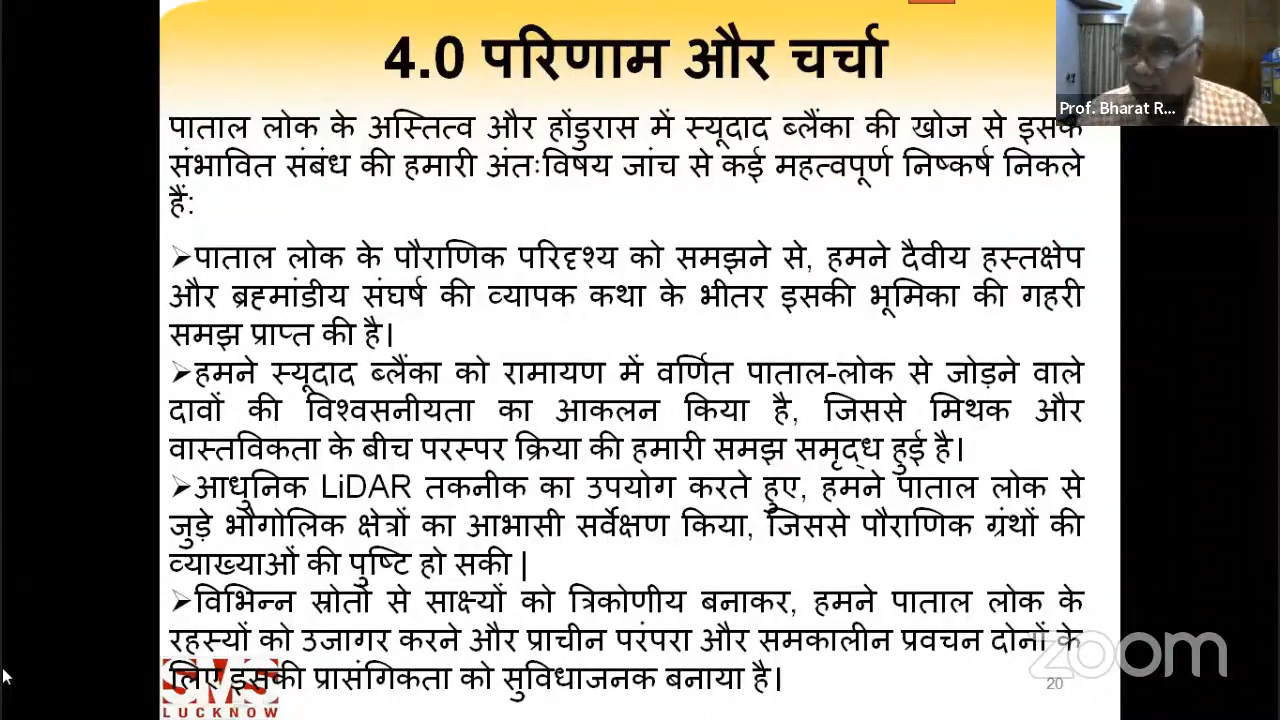 4.0 परिणाम और चर्चा
Prof. Bharat R...
पाताल लोक के अस्तित्व और होंडुरास में स्यूदाद ब्लैंका की खोज से इसके
संभावित संबंध की हमारी अंतःविषय जांच से कई महत्वपूर्ण निष्कर्ष निकले
हैं:
➢पाताल लोक के पौराणिक परिदृश्य को समझने से, हमने दैवीय हस्तक्षेप
और ब्रह्मांडीय संघर्ष की व्यापक कथा के भीतर इसकी भूमिका की गहरी
समझ प्राप्त की है।
➢हमने स्यूदाद ब्लैंका को रामायण में वर्णित पाताल-लोक से जोड़ने वाले
दावों की विश्वसनीयता का आकलन किया है, जिससे मिथक और
वास्तविकता के बीच परस्पर क्रिया की हमारी समझ समृद्ध हुई है।
➢आधुनिक LiDAR तकनीक का उपयोग करते हुए, हमने पाताल लोक से
जुड़े भौगोलिक क्षेत्रों का आभासी सर्वेक्षण किया, जिससे पौराणिक ग्रंथों की
व्याख्याओं की पुष्टि हो सकी |
➢विभिन्न स्रोतों से साक्ष्यों को त्रिकोणीय बनाकर, हमने पाताल लोक के
रहस्यों को उजागर करने और प्राचीन परंपरा और समकालीन प्रवचन दोनों के
लिए इसकी प्रासंगिकता को सुविधाजनक बनाया है।
zoom
20
SMS
LUCKNOW